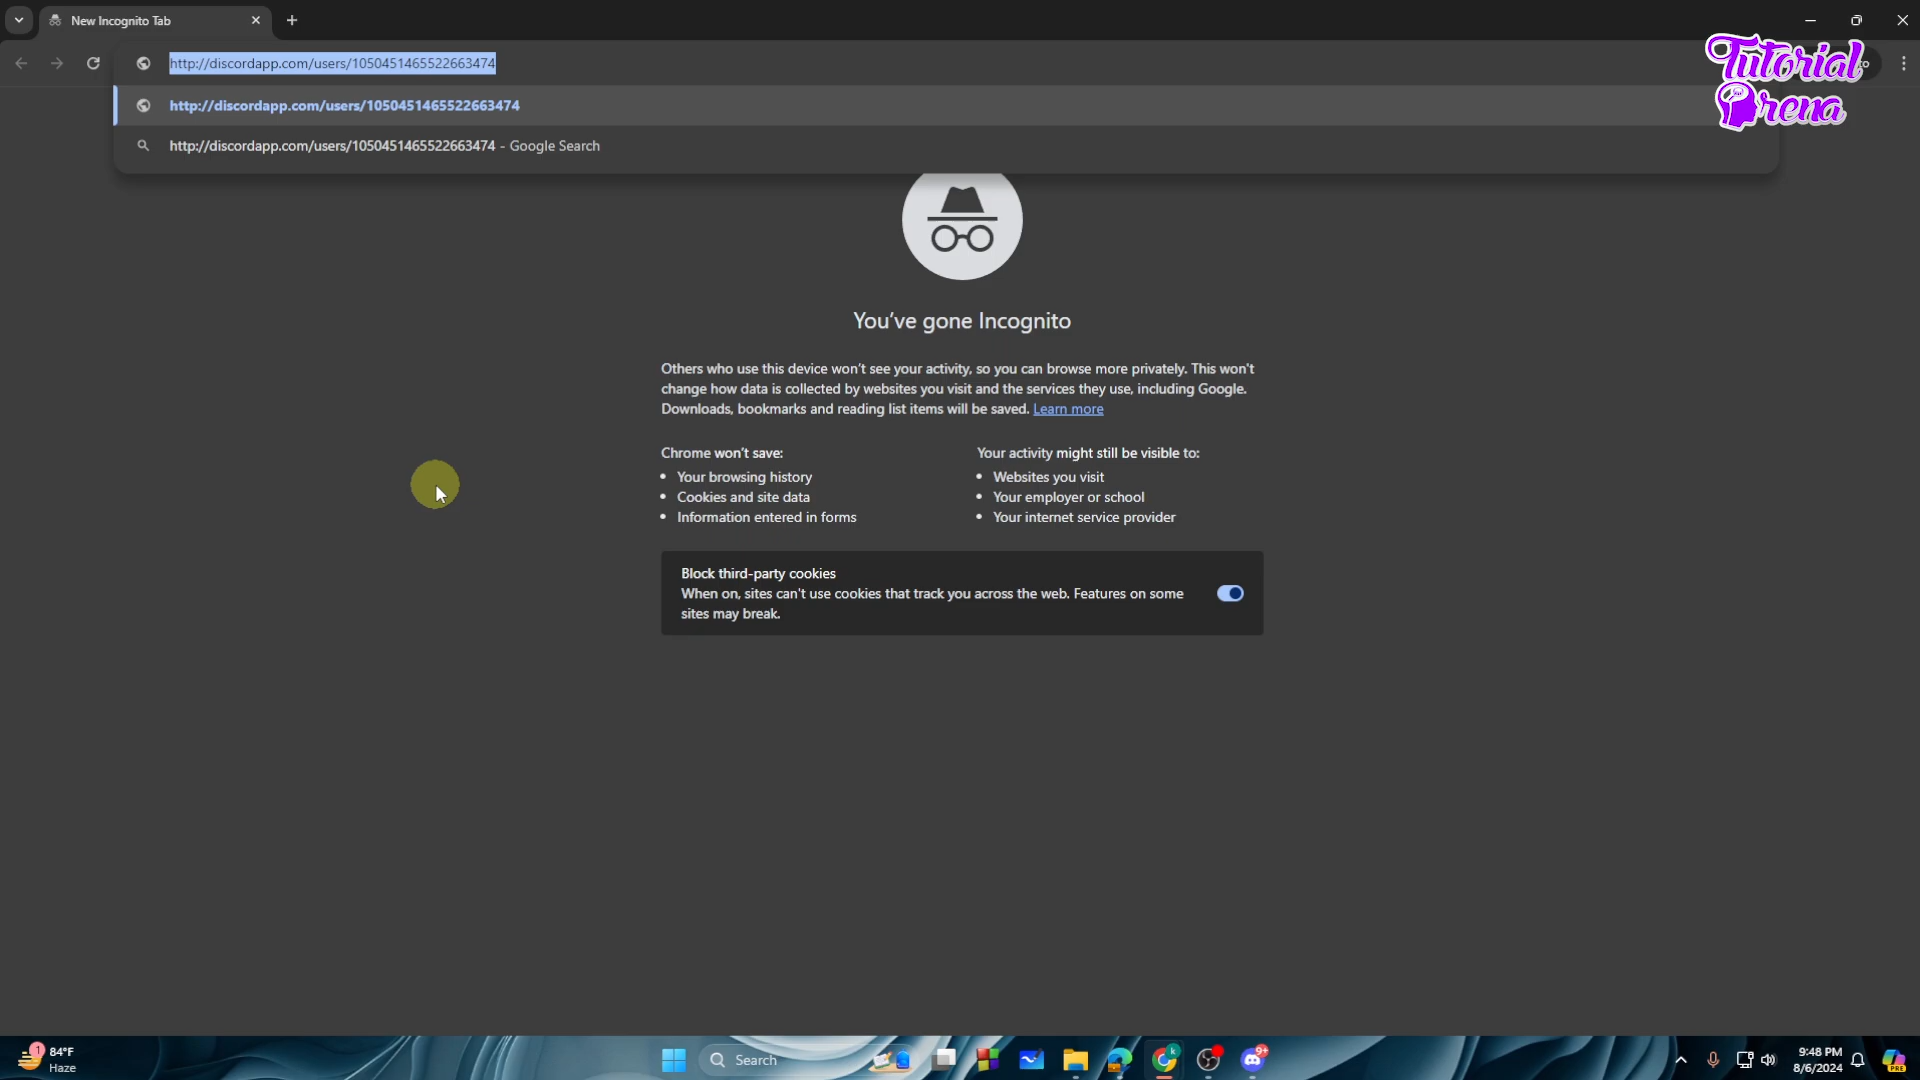 New Incognito Tab
http://discordapp.com/users/1050451465522663474
http://discordapp.com/users/1050451465522663474
http://discordapp.com/users/1050451465522663474 - Google Search
Tutorial
Arena
You've gone Incognito
Others who use this device won't see your activity, so you can browse more privately. This won't
change how data is collected by websites you visit and the services they use, including Google.
Downloads, bookmarks and reading list items will be saved. Learn more
Chrome won't save:
Your browsing history
Cookies and site data
Information entered in forms
Your activity might still be visible to:
Websites you visit
Your employer or school
Your internet service provider
Block third-party cookies
When on, sites can't use cookies that track you across the web. Features on some
sites may break.
1
84°F
Haze
Search
k
9+
9:48 PM
8/6/2024
PRE